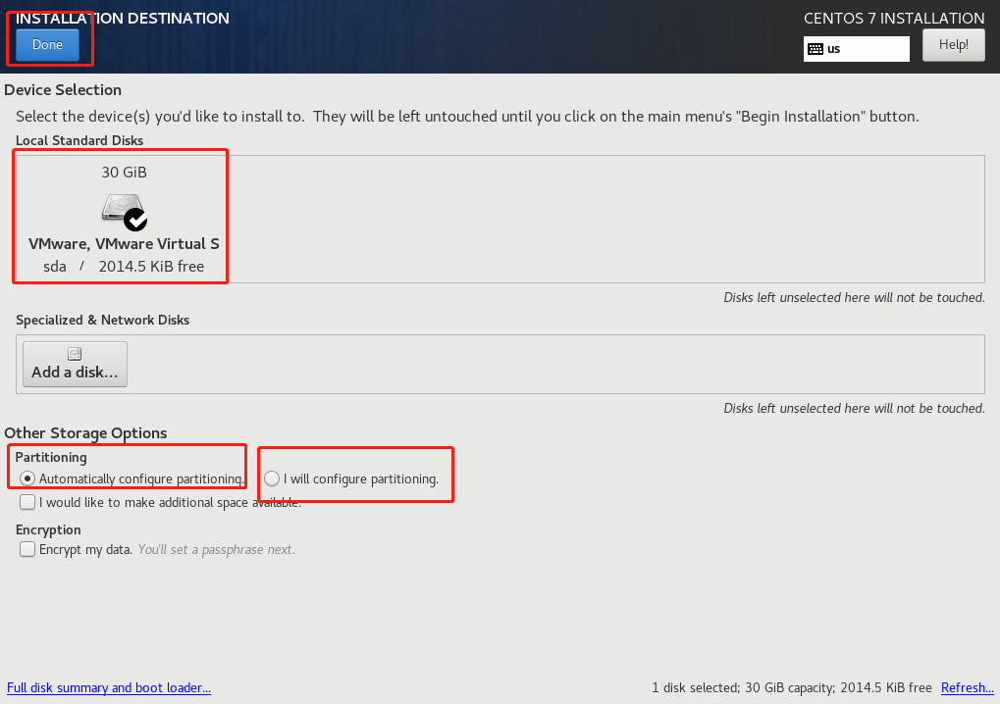 INSTALLATION DESTINATION
CENTOS 7 INSTALLATION
Done
us
Help!
Device Selection
Select the device(s) you'd like to install to.  They will be left untouched until you click on the main menu's "Begin Installation" button.
Local Standard Disks
30 GiB
VMware, VMware Virtual S
sda / 2014.5 KiB free
Disks left unselected here will not be touched.
Specialized & Network Disks
Add a disk...
Disks left unselected here will not be touched.
Other Storage Options
Partitioning
Automatically configure partitioning. I will configure partitioning.
I would like to make additional space available.
Encryption
Encrypt my data. You'll set a passphrase next.
Full disk summary and boot loader... 1 disk selected; 30 GiB capacity; 2014.5 KiB free Refresh...